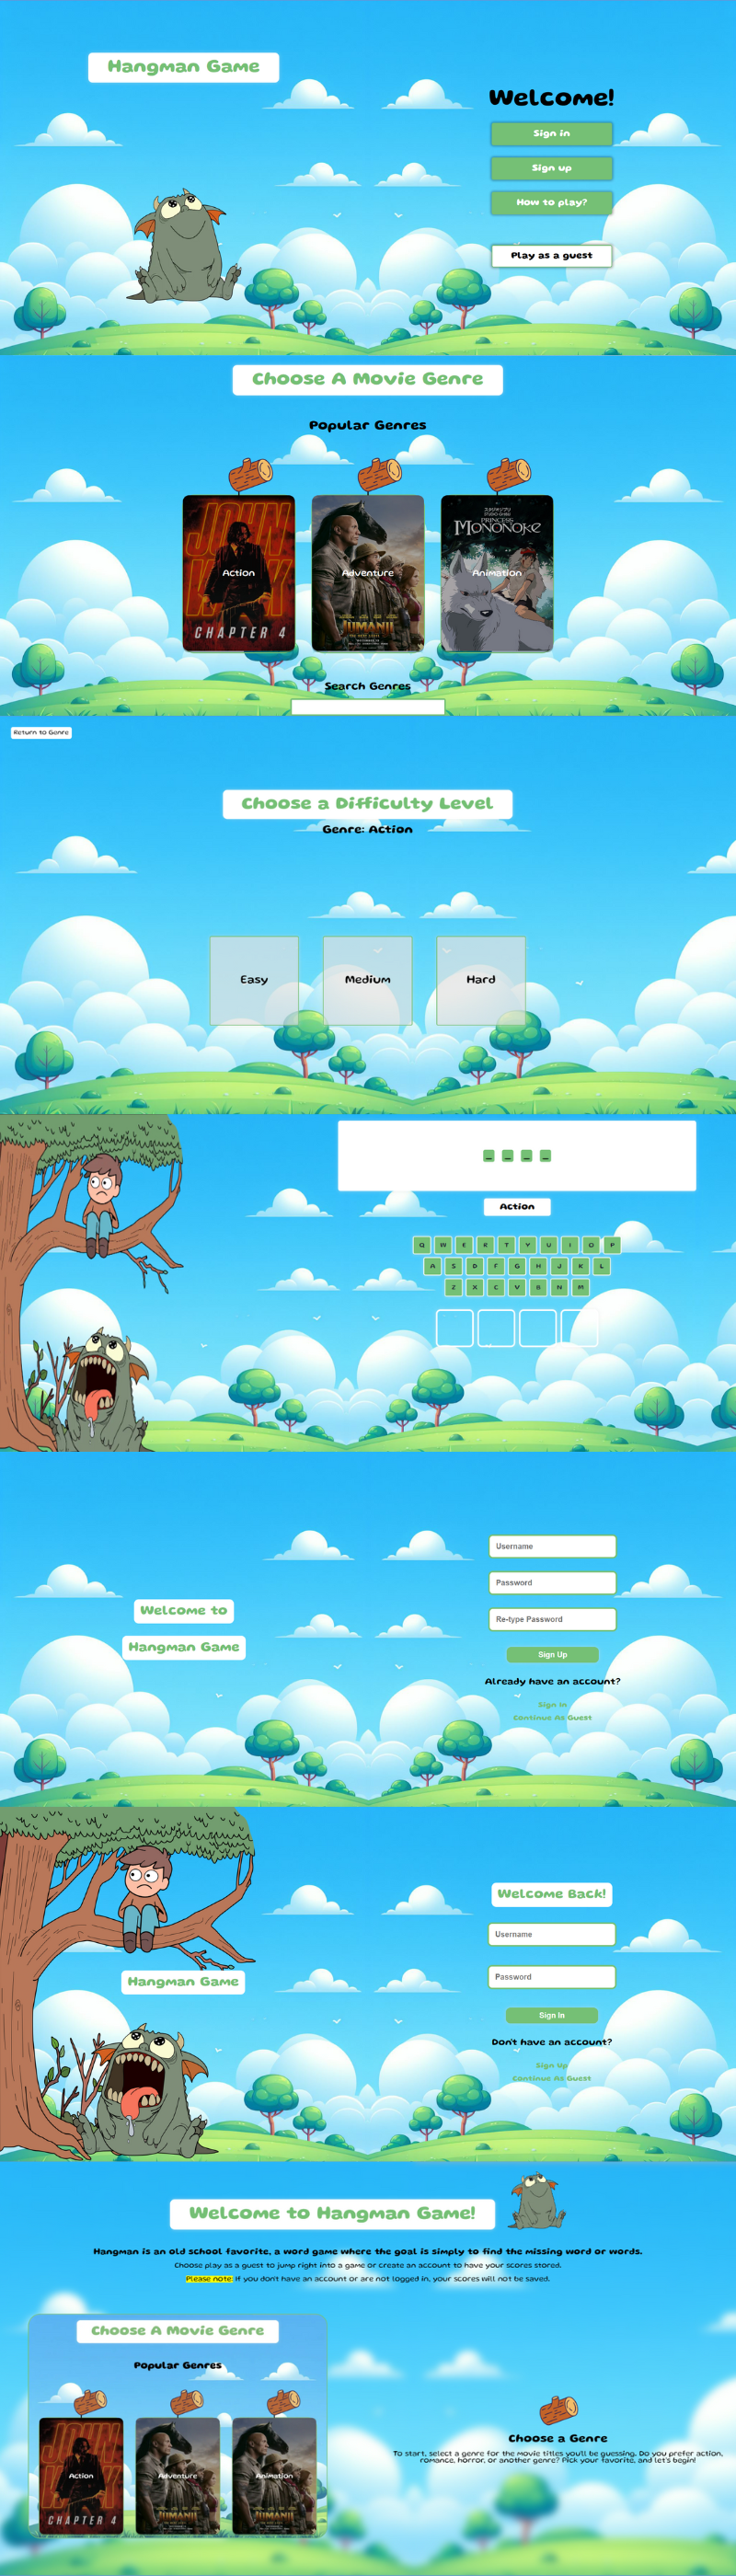 Hangman Game
Welcome!
Sign in
Sign up
How to play?
Play as a guest
Choose A Movie Genre
Popular Genres
JOHN
WICK
Action
CHAPTER 4
Adventure
JUMANJI
PRINCESS
MONONOKE
Animation
Search Genres
Return to Genre
Choose a Difficulty Level
Genre: Action
Easy
Medium
Hard
_ _ _ _
Action
Q W E R T Y U I O P
A S D F G H J K L
Z X C V B N M
Username
Password
Welcome to
Re-type Password
Hangman Game
Sign Up
Already have an account?
Sign In
Continue As Guest
Welcome Back!
Username
Hangman Game
Password
Sign In
Don't have an account?
Sign Up
Continue As Guest
Welcome to Hangman Game!
Hangman is an old school favorite, a word game where the goal is simply to find the missing word or words.
Choose play as a guest to jump right into a game or create an account to have your scores stored.
Please note: If you don't have an account or are not logged in, your scores will not be saved.
Choose A Movie Genre
Popular Genres
JOHN
WICK
Action
CHAPTER 4
Adventure
JUMANJI
Animation
JUMANJI
Choose a Genre
To start, select a genre for the movie titles you'll be guessing. Do you prefer action,
romance, horror, or another genre? Pick your favorite, and let's begin!